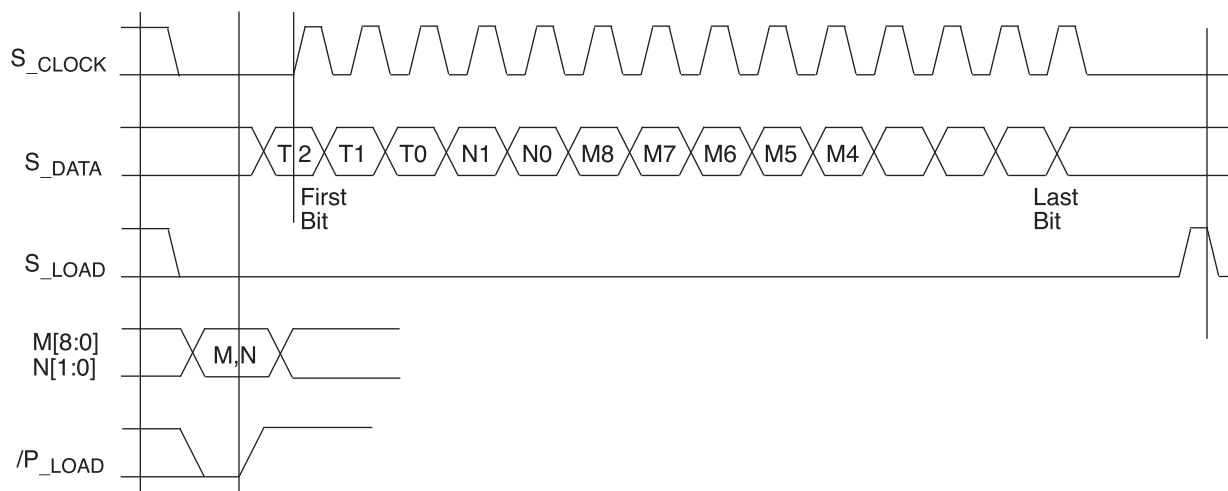 S_CLOCK
S_DATA
T2 T1 T0 N1 N0 M8 M7 M6 M5 M4
First
Bit
Last
Bit
S_LOAD
M[8:0]
N[1:0]
M,N
/P_LOAD